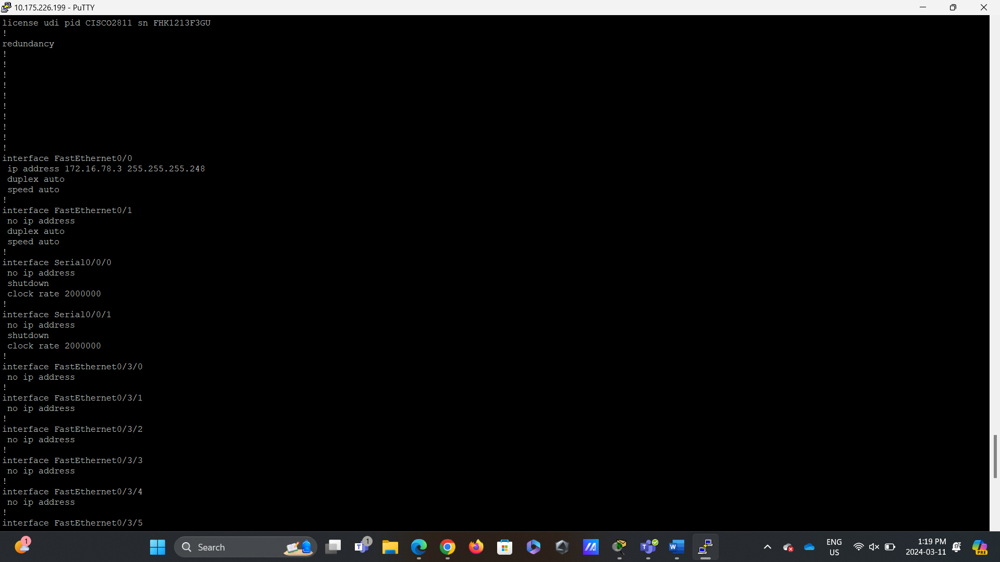 10.175.226.199 - PuTTY
license udi pid CISCO2811 sn FHK1213F3GU
!
redundancy
!
!
!
!
!
!
!
!
!
!
interface FastEthernet0/0
 ip address 172.16.78.3 255.255.255.248
 duplex auto
 speed auto
!
interface FastEthernet0/1
 no ip address
 duplex auto
 speed auto
!
interface Serial0/0/0
 no ip address
 shutdown
 clock rate 2000000
!
interface Serial0/0/1
 no ip address
 shutdown
 clock rate 2000000
!
interface FastEthernet0/3/0
 no ip address
!
interface FastEthernet0/3/1
 no ip address
!
interface FastEthernet0/3/2
 no ip address
!
interface FastEthernet0/3/3
 no ip address
!
interface FastEthernet0/3/4
 no ip address
!
interface FastEthernet0/3/5
1
Search
1
T
T
W
ENG
US
1:19 PM
2024-03-11
PRE